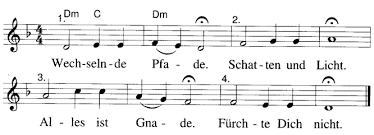 1. Dm C Dm 2.
Wech-seln-de Pfa-de. Schat-ten und Licht.
3. 4.
Al-les ist Gna-de. Fürch-te Dich nicht.